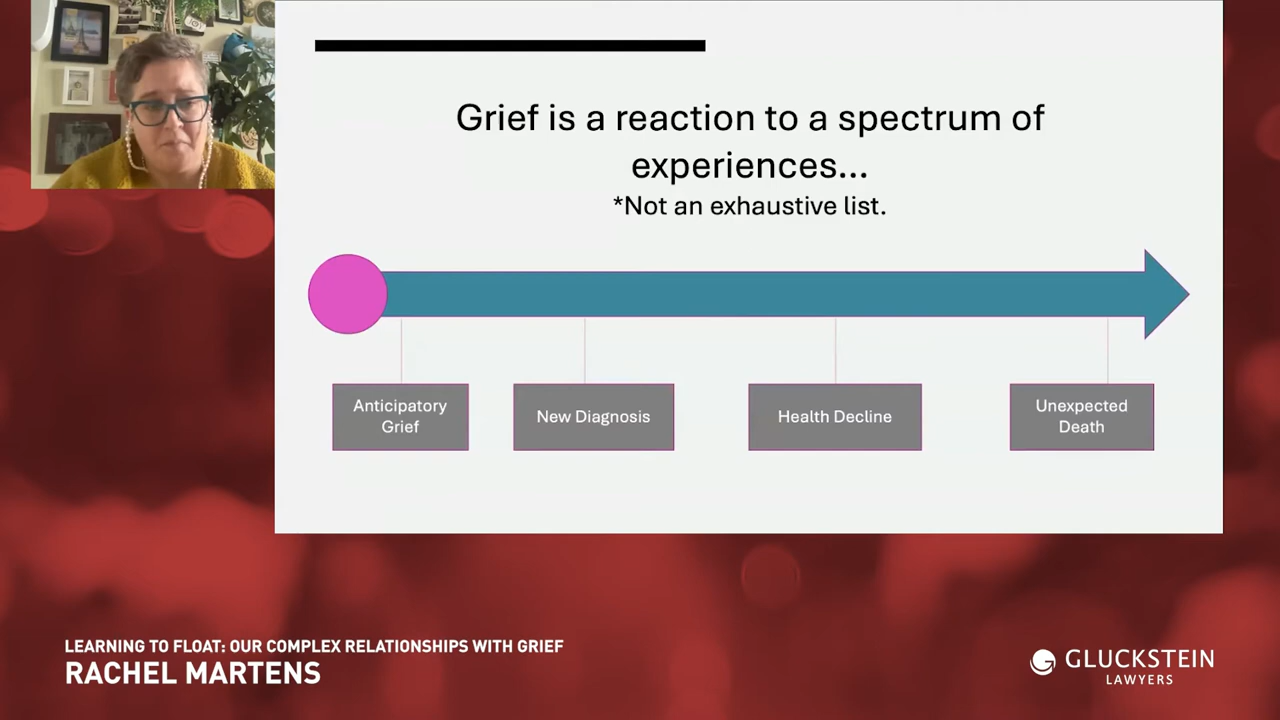 Grief is a reaction to a spectrum of
experiences...
*Not an exhaustive list.
Anticipatory
Grief
New Diagnosis
Health Decline
Unexpected
Death
LEARNING TO FLOAT: OUR COMPLEX RELATIONSHIPS WITH GRIEF
RACHEL MARTENS
GLUCKSTEIN
LAWYERS